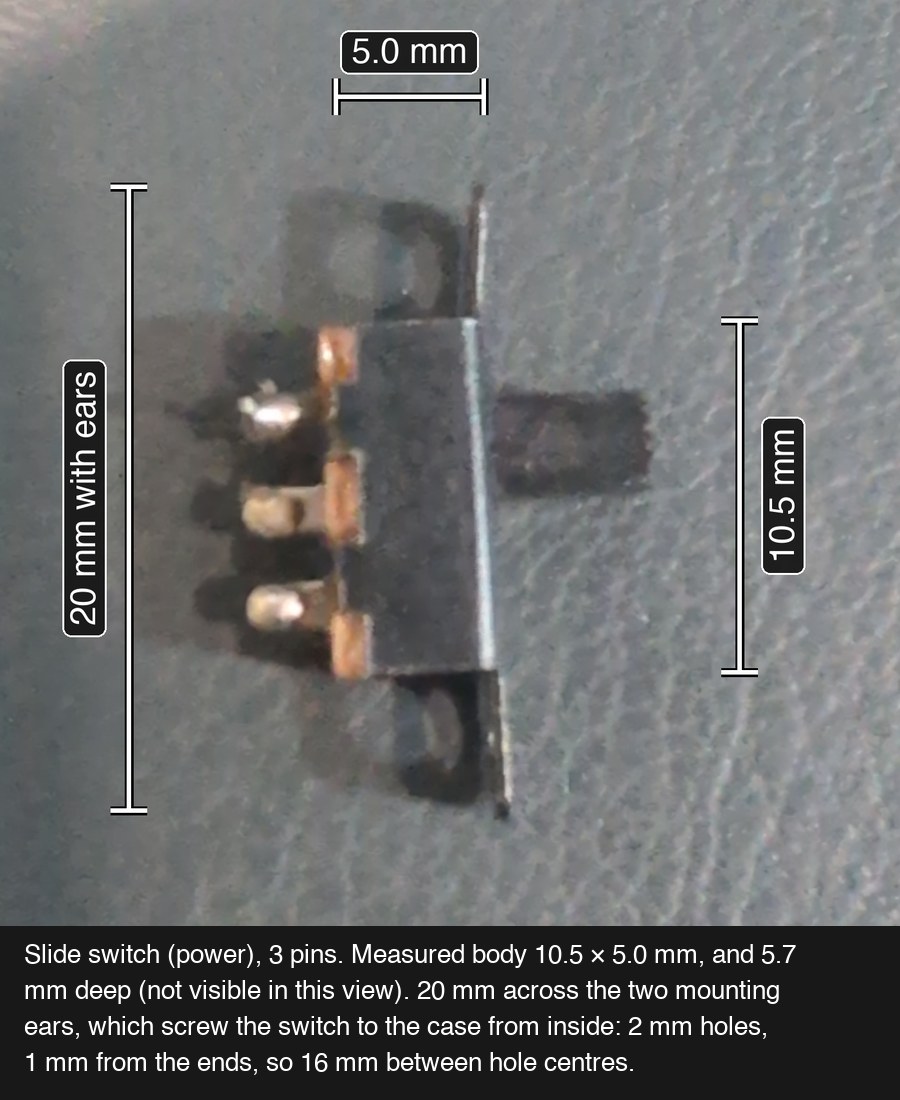 5.0 mm
20 mm with ears
10.5 mm
Slide switch (power), 3 pins. Measured body 10.5 × 5.0 mm, and 5.7
mm deep (not visible in this view). 20 mm across the two mounting
ears, which screw the switch to the case from inside: 2 mm holes,
1 mm from the ends, so 16 mm between hole centres.